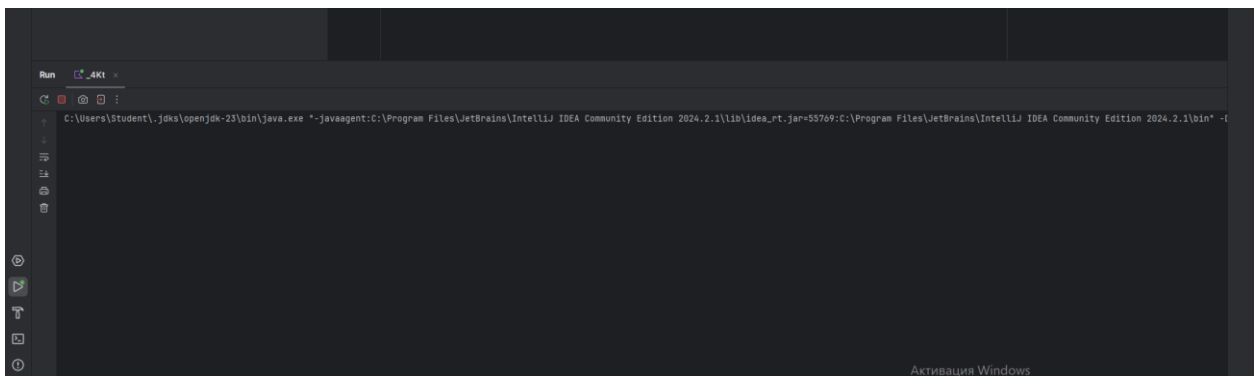 Run _4Kt ×
C:\Users\Student\.jdks\openjdk-23\bin\java.exe "-javaagent:C:\Program Files\JetBrains\IntelliJ IDEA Community Edition 2024.2.1\lib\idea_rt.jar=55769:C:\Program Files\JetBrains\IntelliJ IDEA Community Edition 2024.2.1\bin" -D
Активация Windows